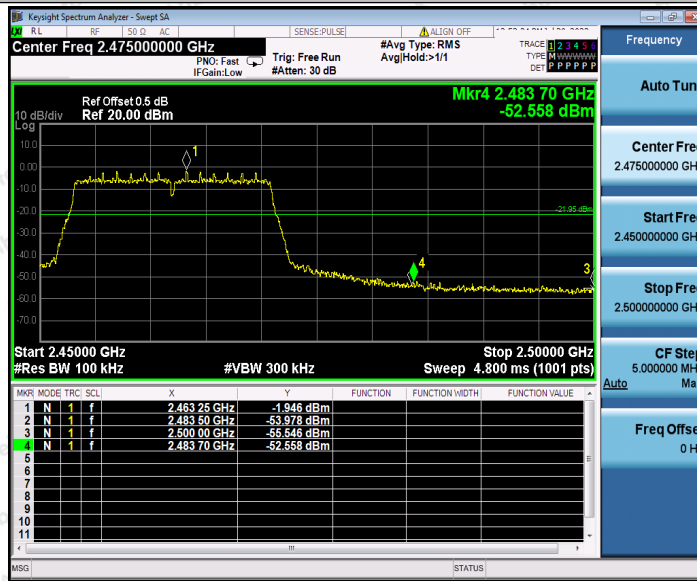 Keysight Spectrum Analyzer - Swept SA
RL RF 50 Ω AC SENSE:PULSE ALIGN OFF
Center Freq 2.475000000 GHz
PNO: Fast
IFGain:Low
Trig: Free Run
#Atten: 30 dB
#Avg Type: RMS
Avg|Hold:>1/1
TRACE 1 2 3 4 5 6
TYPE M
DET P P P P P P
Mkr4 2.483 70 GHz
-52.558 dBm
Ref Offset 0.5 dB
10 dB/div Ref 20.00 dBm
Log
10.0
0.00
-10.0
-20.0
-30.0
-40.0
-50.0
-60.0
-70.0
1
-21.95 dBm
4
3
Start 2.45000 GHz Stop 2.50000 GHz
#Res BW 100 kHz #VBW 300 kHz Sweep 4.800 ms (1001 pts)
MKR MODE TRC SCL X Y FUNCTION FUNCTION WIDTH FUNCTION VALUE
1 N 1 f 2.463 25 GHz -1.946 dBm
2 N 1 f 2.483 50 GHz -53.978 dBm
3 N 1 f 2.500 00 GHz -55.546 dBm
4 N 1 f 2.483 70 GHz -52.558 dBm
5
6
7
8
9
10
11
MSG STATUS
Frequency
Auto Tun
Center Fre
2.475000000 GH
Start Fre
2.450000000 GH
Stop Fre
2.500000000 GH
CF Step
5.000000 MH
Auto Ma
Freq Offse
0 H